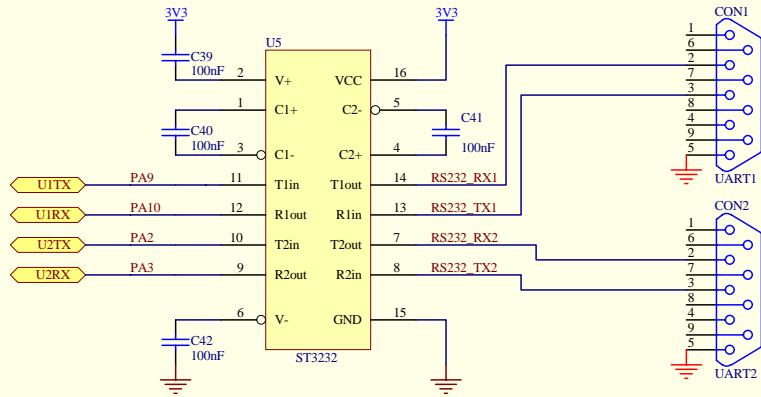 3V3
3V3
CON1
C39
100nF
U5
2 V+ VCC 16
1 C1+ C2- 5
C40
100nF
C41
100nF
3 C1- C2+ 4
U1TX PA9 11 T1in T1out 14 RS232_RX1
U1RX PA10 12 R1out R1in 13 RS232_TX1
U2TX PA2 10 T2in T2out 7 RS232_RX2
U2RX PA3 9 R2out R2in 8 RS232_TX2
6 V- GND 15
C42
100nF
ST3232
1
6
2
7
3
8
4
9
5
UART1
CON2
1
6
2
7
3
8
4
9
5
UART2